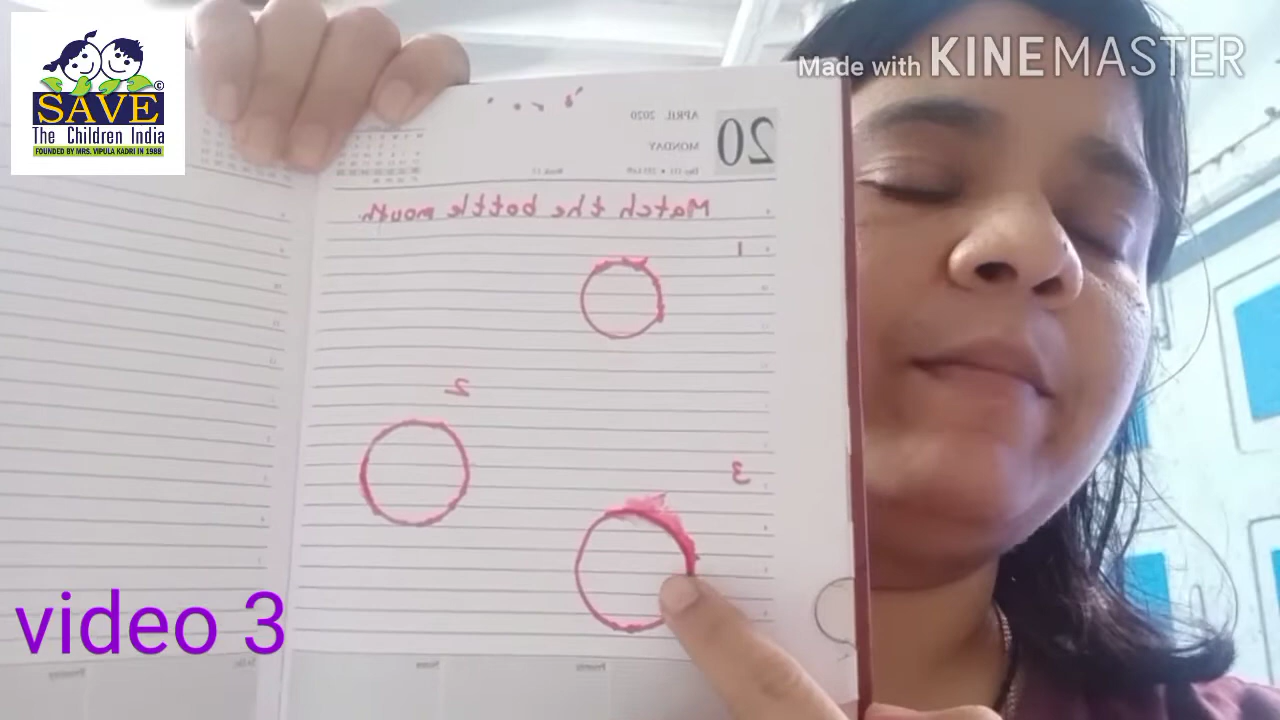 SAVE
The Children India
FOUNDED BY MRS. VIPULA KADRI IN 1988
Made with KINEMASTER
APRIL 2020
20
MONDAY
Match the bottle mouth
1
2
3
video 3